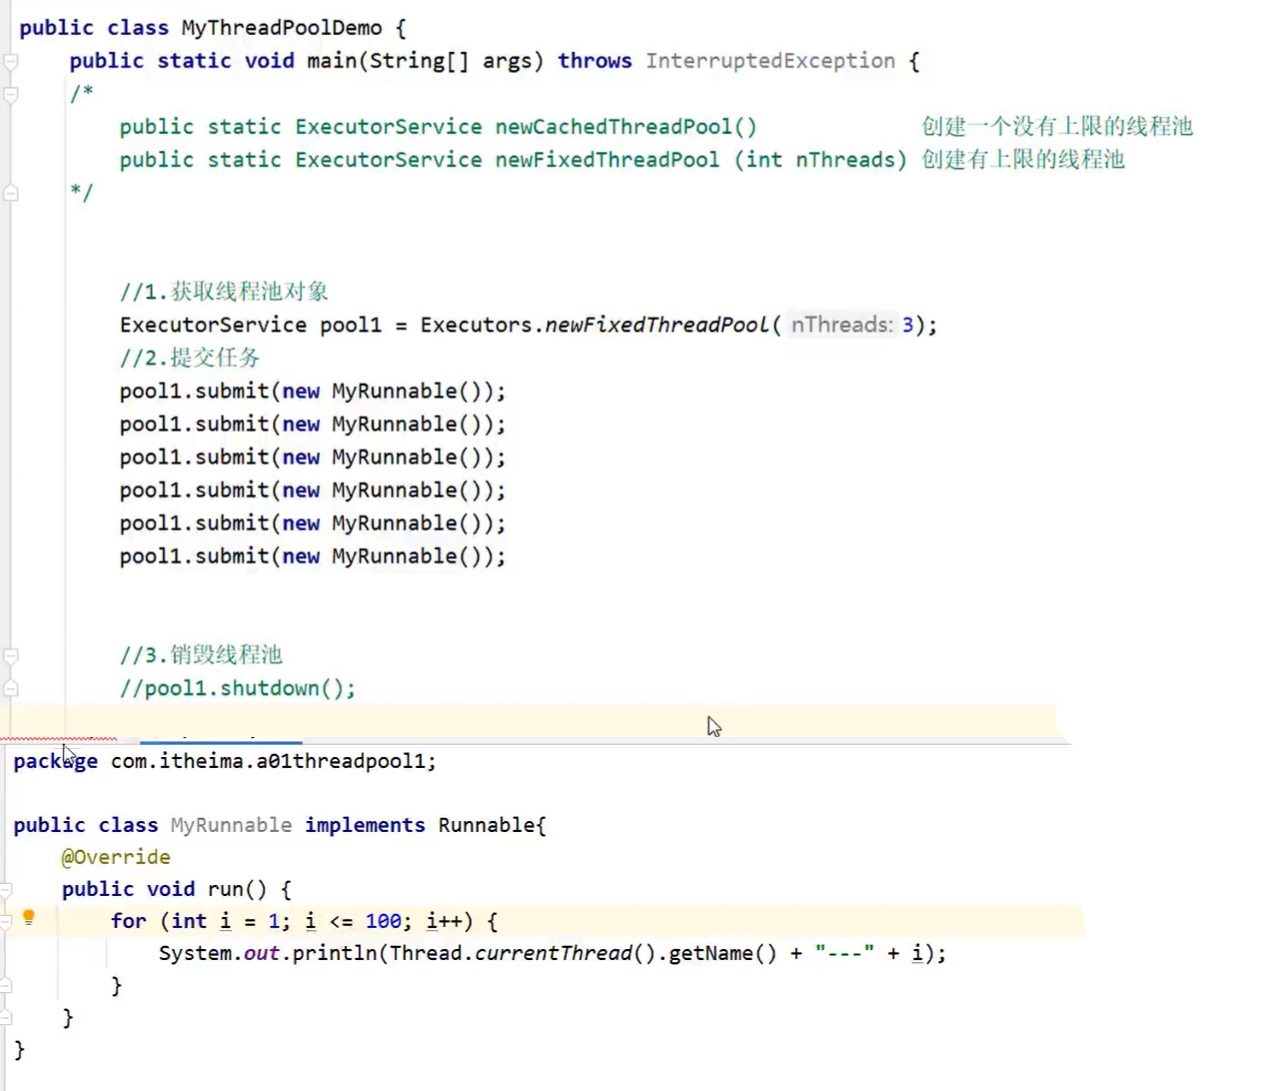 public class MyThreadPoolDemo {
public static void main(String[] args) throws InterruptedException {
/*
public static ExecutorService newCachedThreadPool() 创建一个没有上限的线程池
public static ExecutorService newFixedThreadPool (int nThreads) 创建有上限的线程池
*/
//1.获取线程池对象
ExecutorService pool1 = Executors.newFixedThreadPool( nThreads: 3);
//2.提交任务
pool1.submit(new MyRunnable());
pool1.submit(new MyRunnable());
pool1.submit(new MyRunnable());
pool1.submit(new MyRunnable());
pool1.submit(new MyRunnable());
pool1.submit(new MyRunnable());
//3.销毁线程池
//pool1.shutdown();
package com.itheima.a01threadpool1;
public class MyRunnable implements Runnable{
@Override
public void run() {
for (int i = 1; i <= 100; i++) {
System.out.println(Thread.currentThread().getName() + "---" + i);
}
}
}